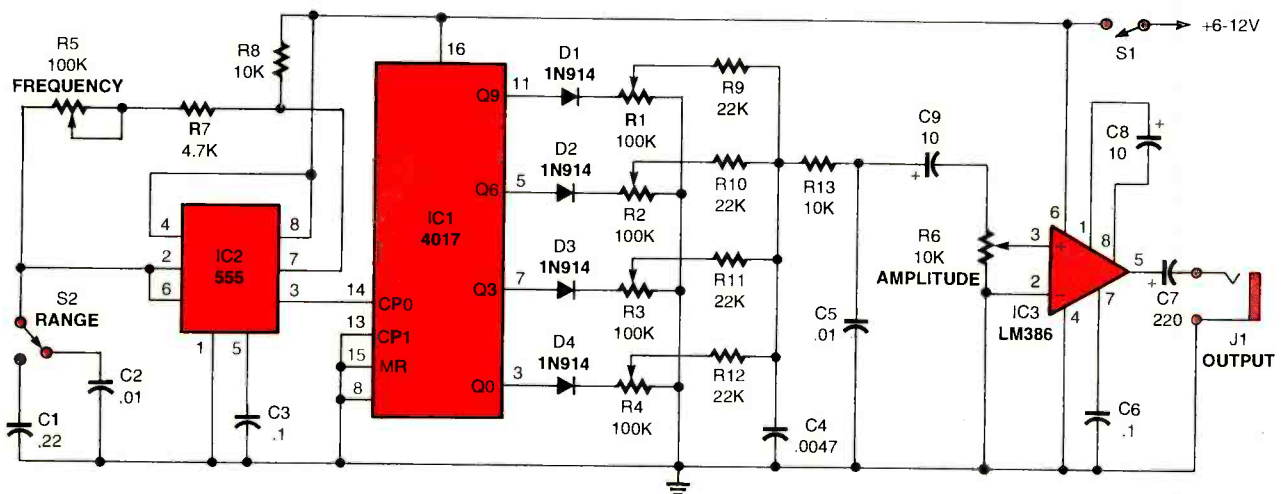 R5
100K
FREQUENCY
R7
4.7K
R8
10K
16
+6-12V
S1
IC1
4017
Q9
11
Q6
5
Q3
7
Q0
3
14
CP0
13
CP1
15
MR
8
D1
1N914
D2
1N914
D3
1N914
D4
1N914
R1
100K
R2
100K
R3
100K
R4
100K
R9
22K
R10
22K
R11
22K
R12
22K
R13
10K
C9
10
+
C8
10
+
IC2
555
4
2
6
8
7
3
1
5
S2
RANGE
C1
.22
C2
.01
C3
.1
C4
.0047
C5
.01
R6
10K
AMPLITUDE
6
1
8
3
+
2
−
5
7
4
IC3
LM386
+
C7
220
C6
.1
J1
OUTPUT